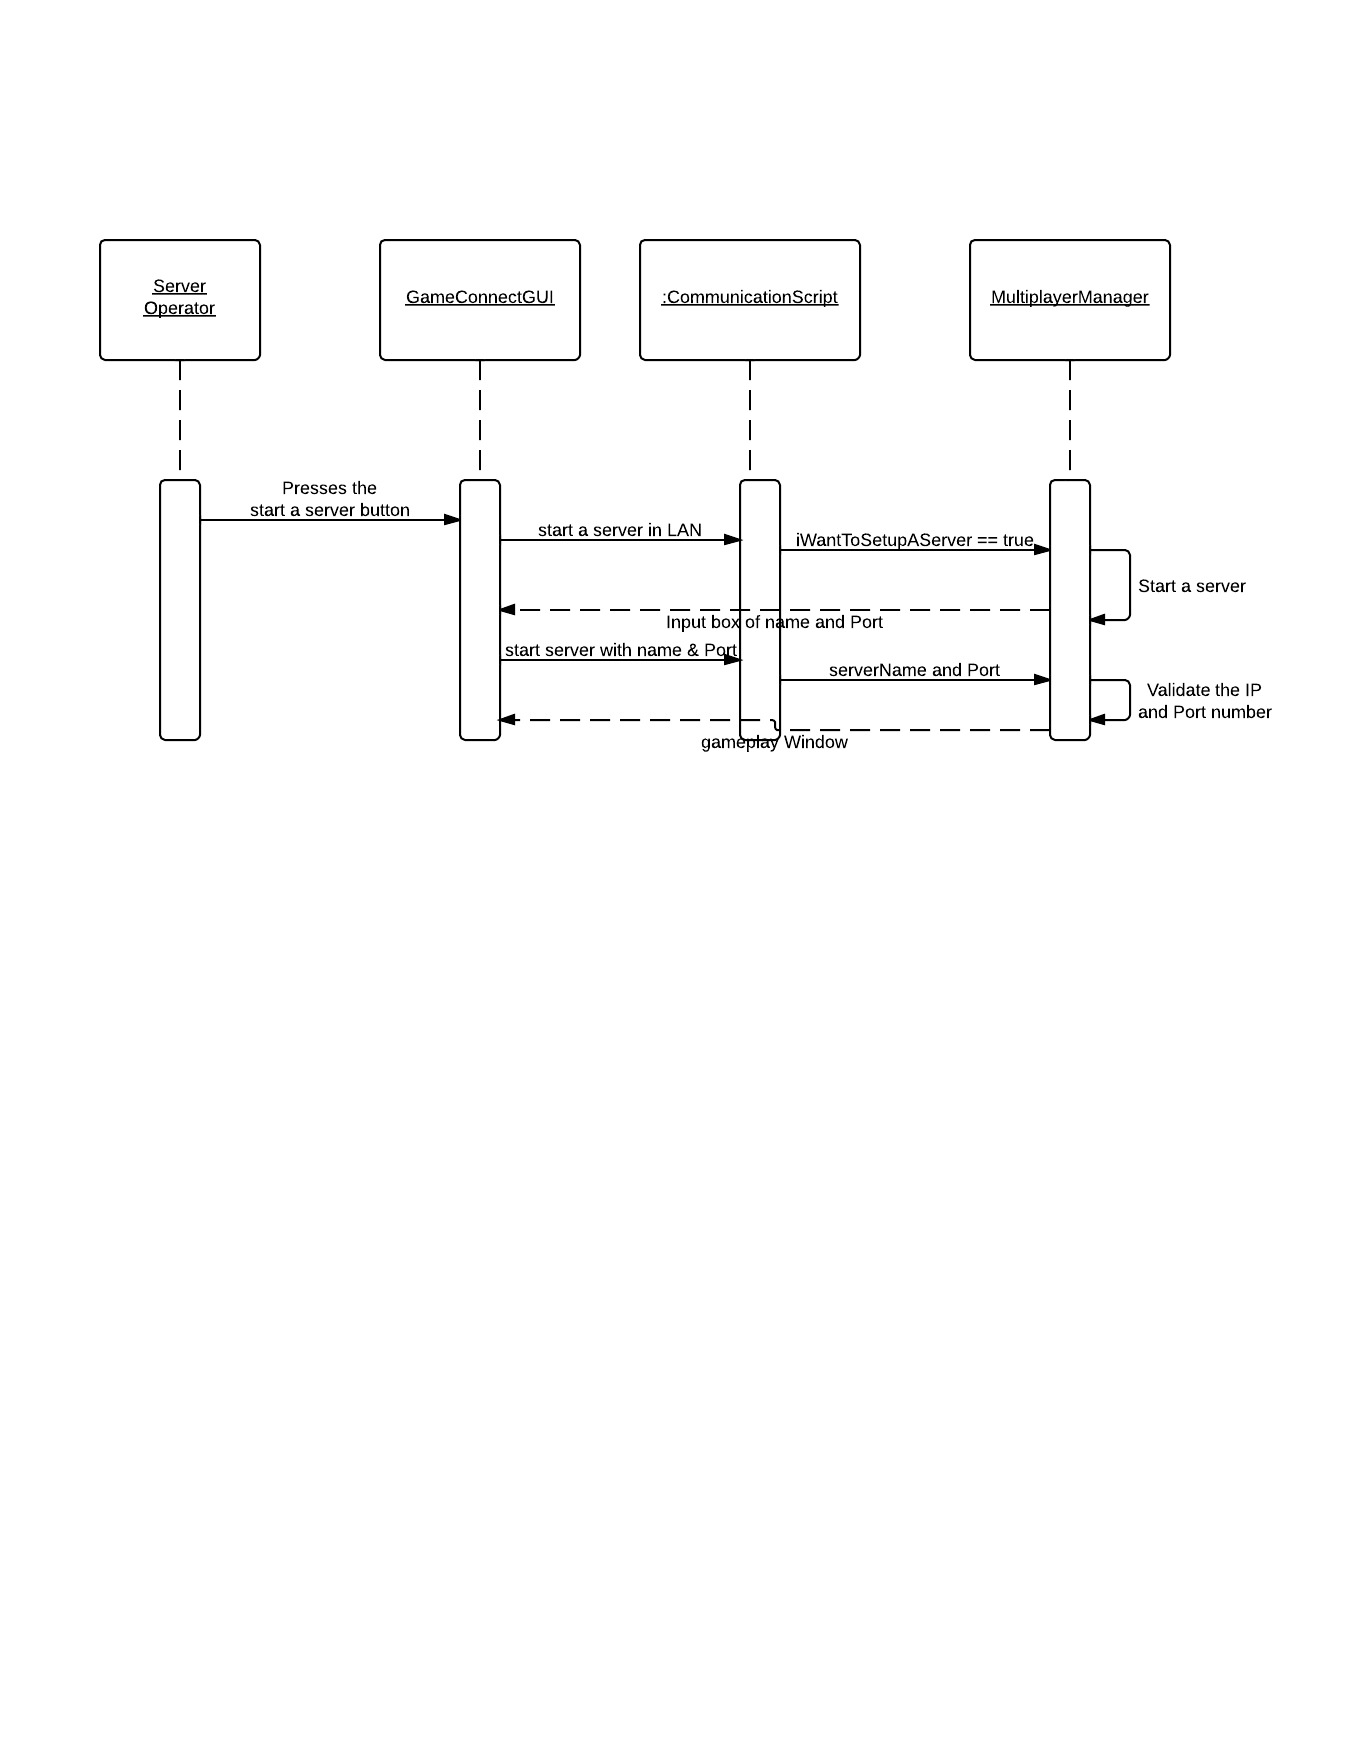 Server
Operator
GameConnectGUI
:CommunicationScript
MultiplayerManager
Presses the
start a server button
start a server in LAN
iWantToSetupAServer == true
Start a server
Input box of name and Port
start server with name & Port
serverName and Port
Validate the IP
and Port number
gameplay Window